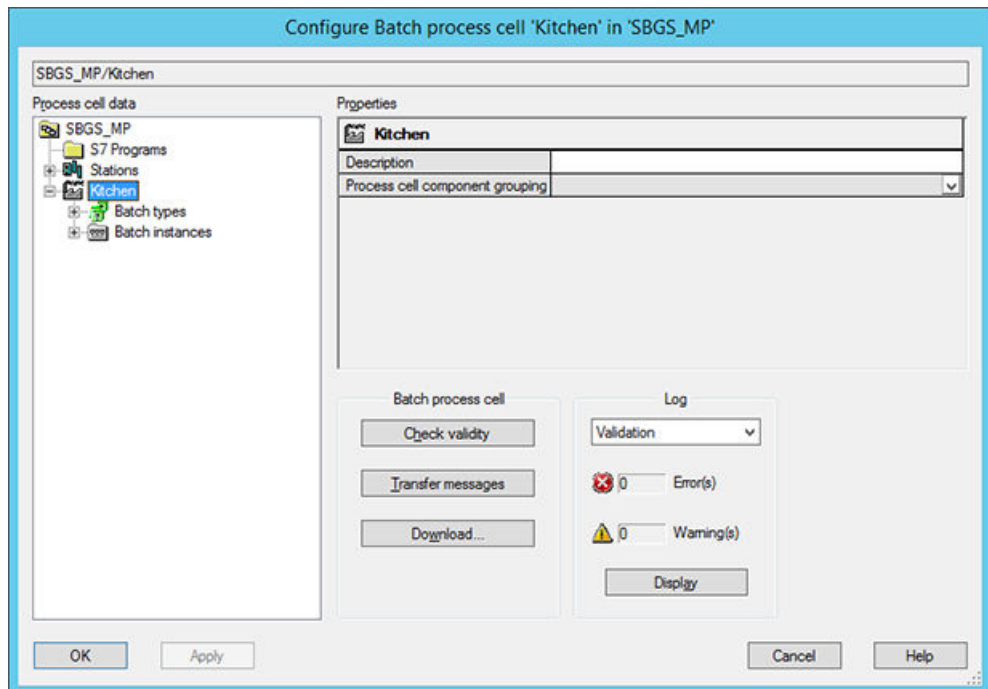 Configure Batch process cell 'Kitchen' in 'SBGS_MP'
SBGS_MP/Kitchen
Process cell data
SBGS_MP
S7 Programs
Stations
Kitchen
Batch types
Batch instances
Properties
Kitchen
Description
Process cell component grouping
Batch process cell
Check validity
Transfer messages
Download...
Log
Validation
0 Error(s)
0 Warning(s)
Display
OK
Apply
Cancel
Help